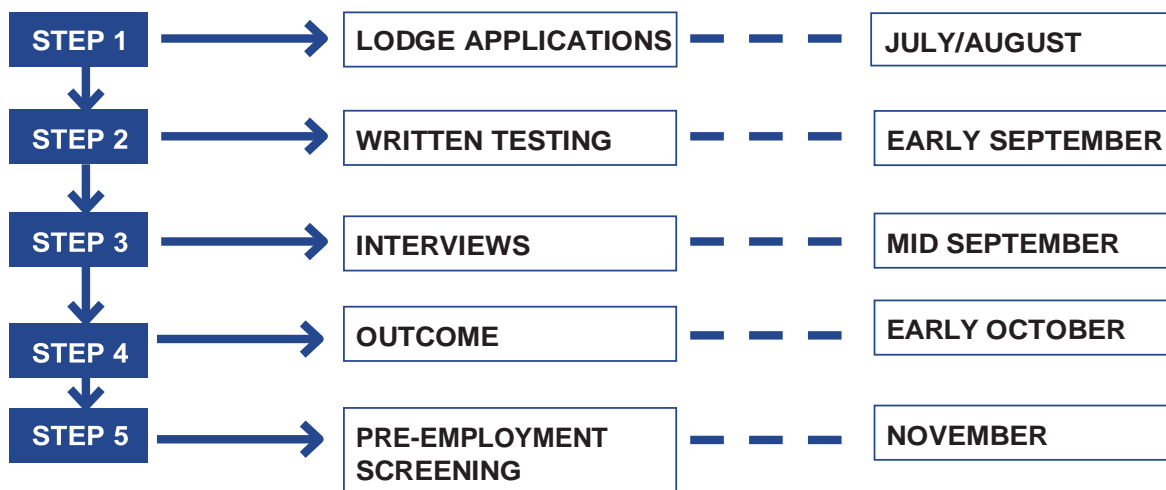 STEP 1
LODGE APPLICATIONS
JULY/AUGUST
STEP 2
WRITTEN TESTING
EARLY SEPTEMBER
STEP 3
INTERVIEWS
MID SEPTEMBER
STEP 4
OUTCOME
EARLY OCTOBER
STEP 5
PRE-EMPLOYMENT
SCREENING
NOVEMBER